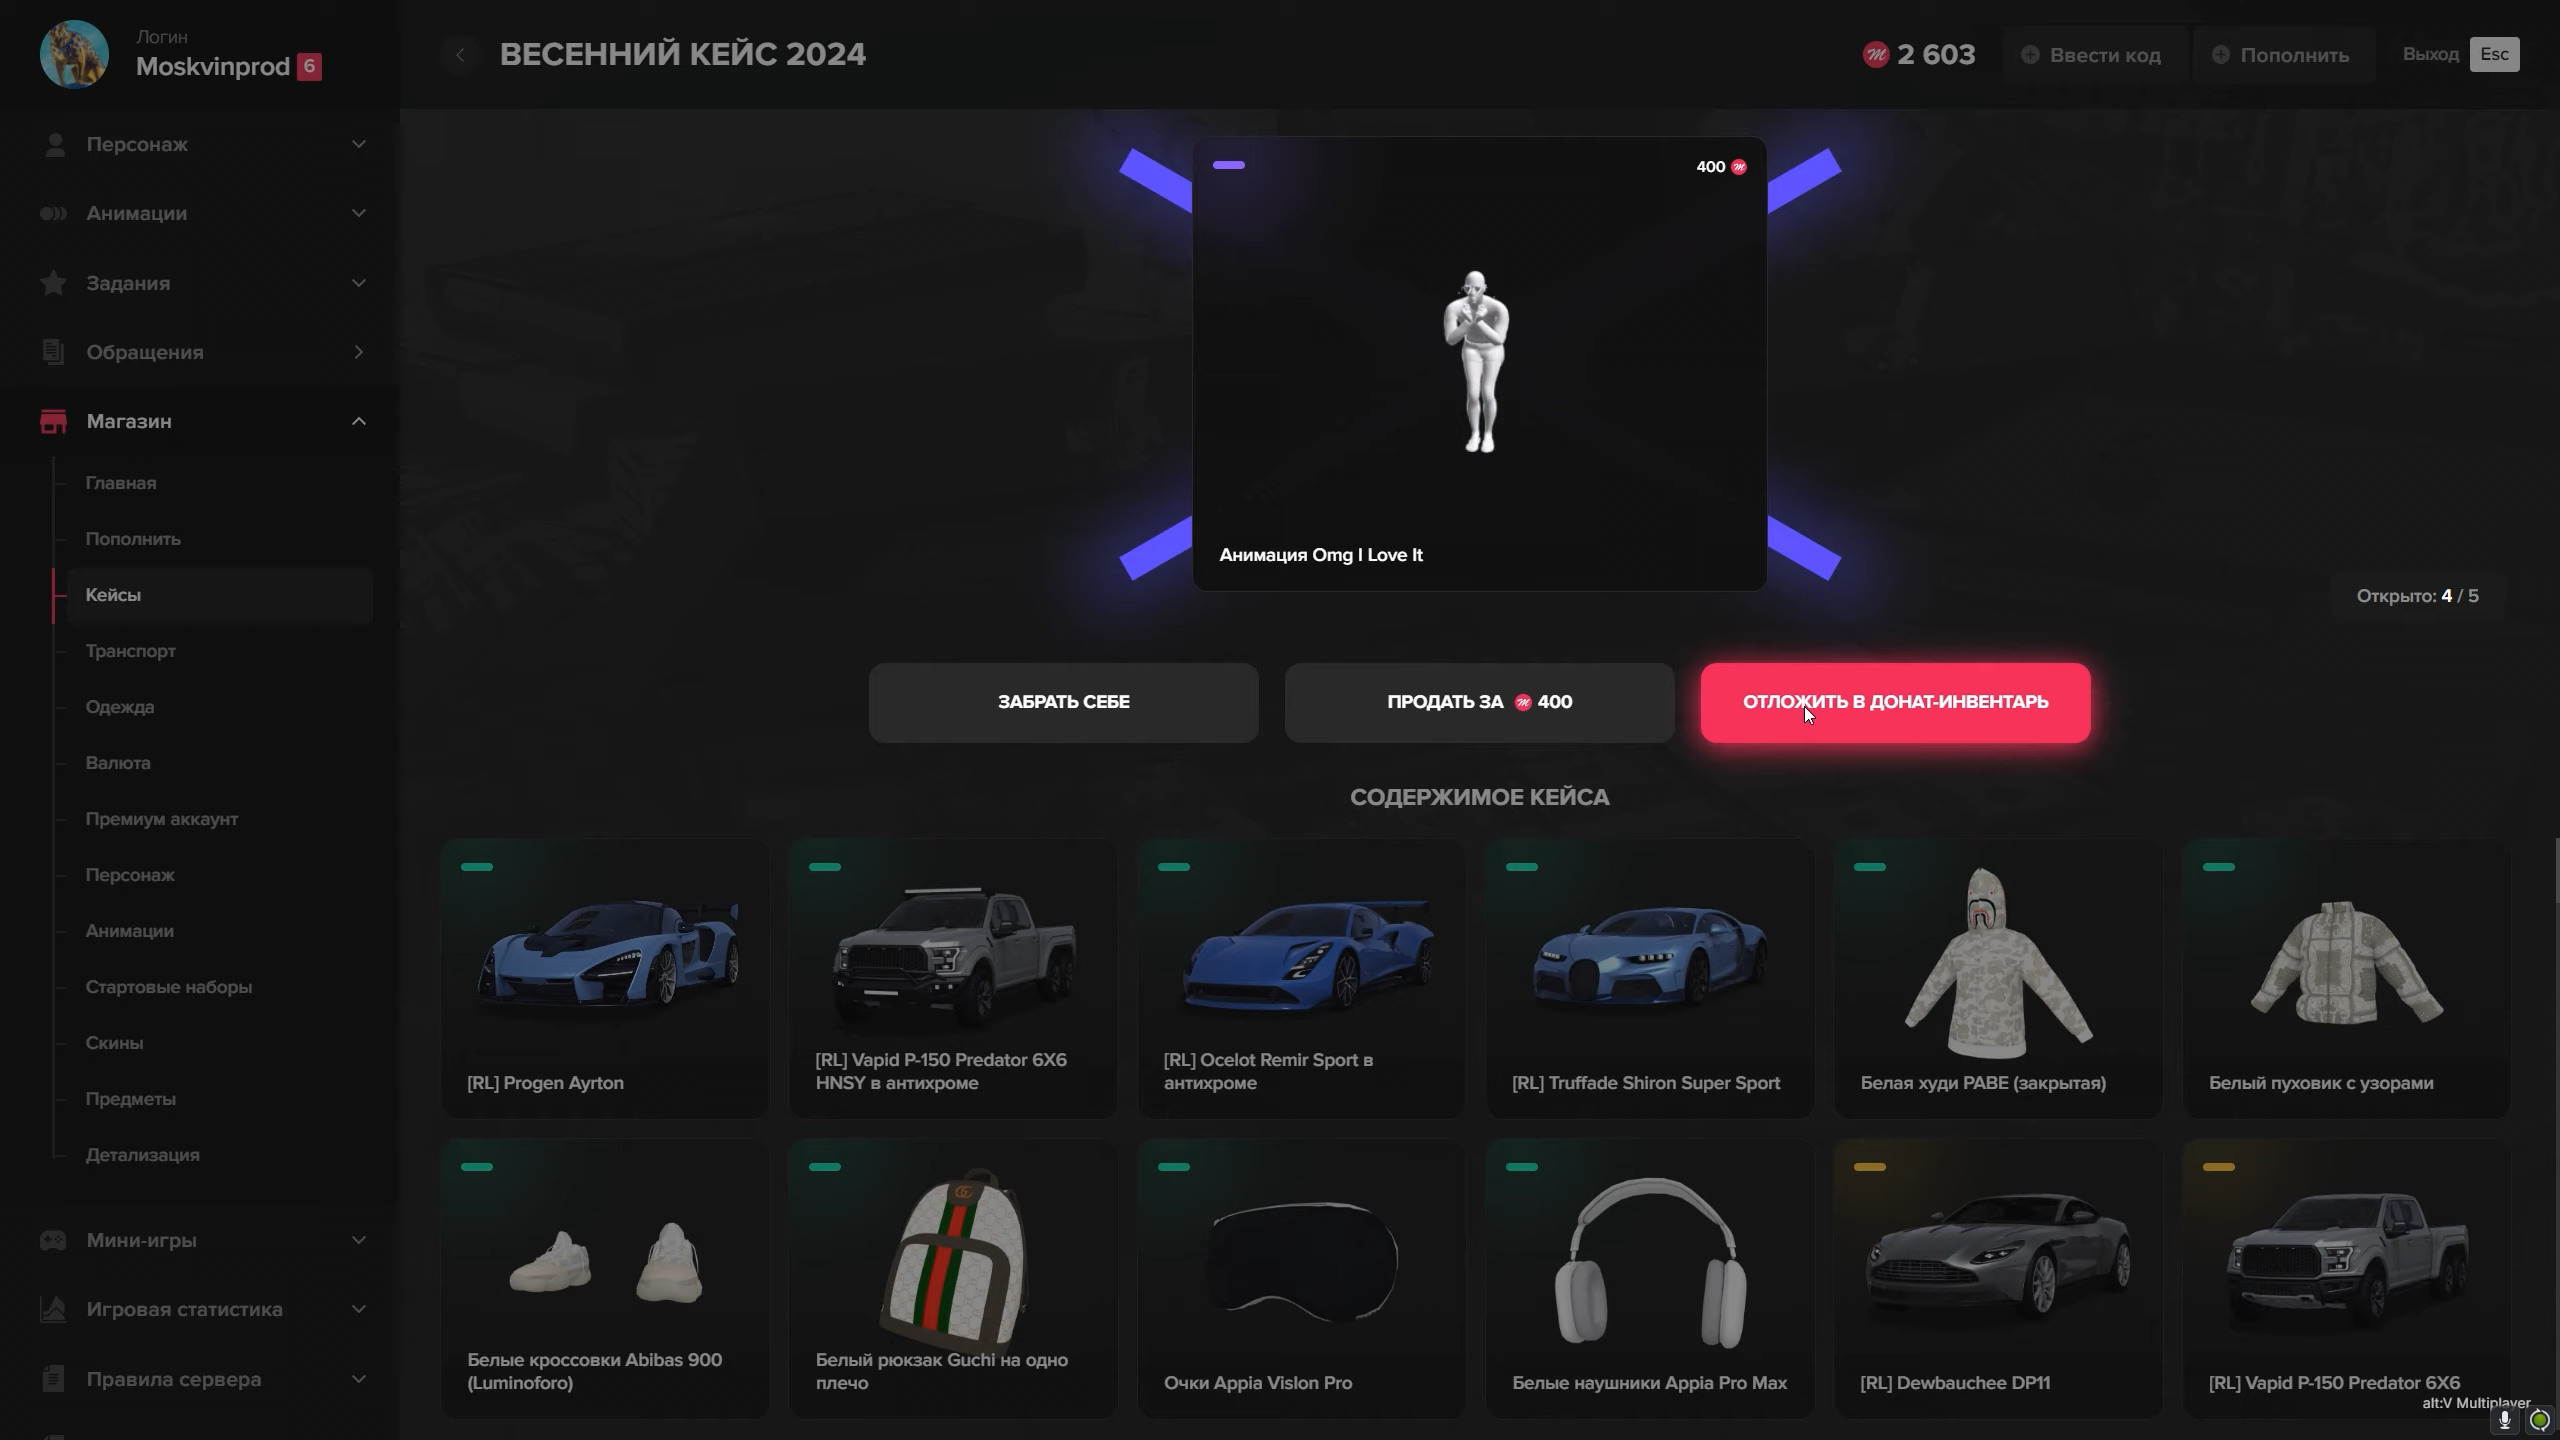 Логин
Moskvinprod 6
ВЕСЕННИЙ КЕЙС 2024
2 603
Ввести код
Пополнить
Выход Esc
Персонаж
Анимации
Задания
Обращения
Магазин
Главная
Пополнить
Кейсы
Транспорт
Одежда
Валюта
Премиум аккаунт
Персонаж
Анимации
Стартовые наборы
Скины
Предметы
Детализация
Мини-игры
Игровая статистика
Правила сервера
400
Анимация Omg I Love It
Открыто: 4 / 5
ЗАБРАТЬ СЕБЕ
ПРОДАТЬ ЗА 400
ОТЛОЖИТЬ В ДОНАТ-ИНВЕНТАРЬ
СОДЕРЖИМОЕ КЕЙСА
[RL] Progen Ayrton
[RL] Vapid P-150 Predator 6X6
HNSY в антихроме
[RL] Ocelot Remir Sport в
антихроме
[RL] Truffade Shiron Super Sport
Белая худи PABE (закрытая)
Белый пуховик с узорами
Белые кроссовки Abibas 900
(Luminoforo)
Белый рюкзак Guchi на одно
плечо
Очки Appia Vislon Pro
Белые наушники Appia Pro Max
[RL] Dewbauchee DP11
[RL] Vapid P-150 Predator 6X6
alt:V Multiplayer